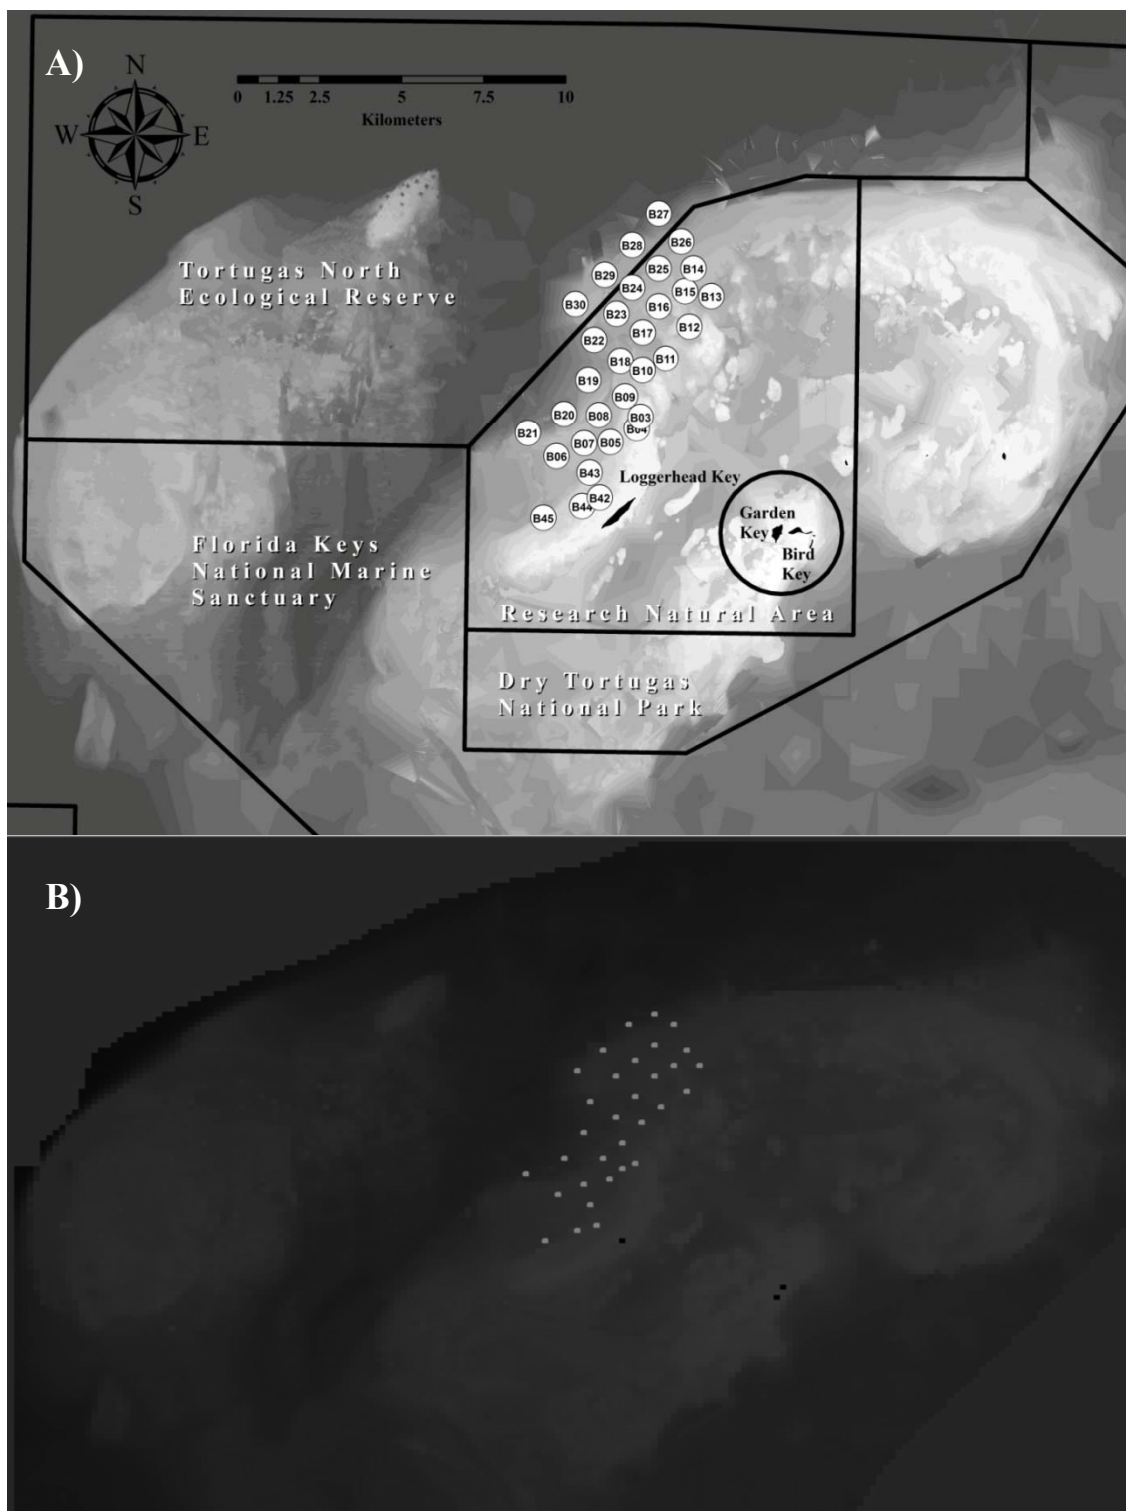 A)
N
W E
S
0 1.25 2.5 5 7.5 10
Kilometers
Tortugas North
Ecological Reserve
B27
B28 B26
B29 B25 B14
B24 B15 B13
B30 B23 B16
B22 B17 B12
B18 B10 B11
B19 B09
B20 B08 B03
B21 B07 B05 B04
B06
B43
B44 B42
B45
Loggerhead Key
Garden
Key
Bird
Key
Florida Keys
National Marine
Sanctuary
Research Natural Area
Dry Tortugas
National Park
B)